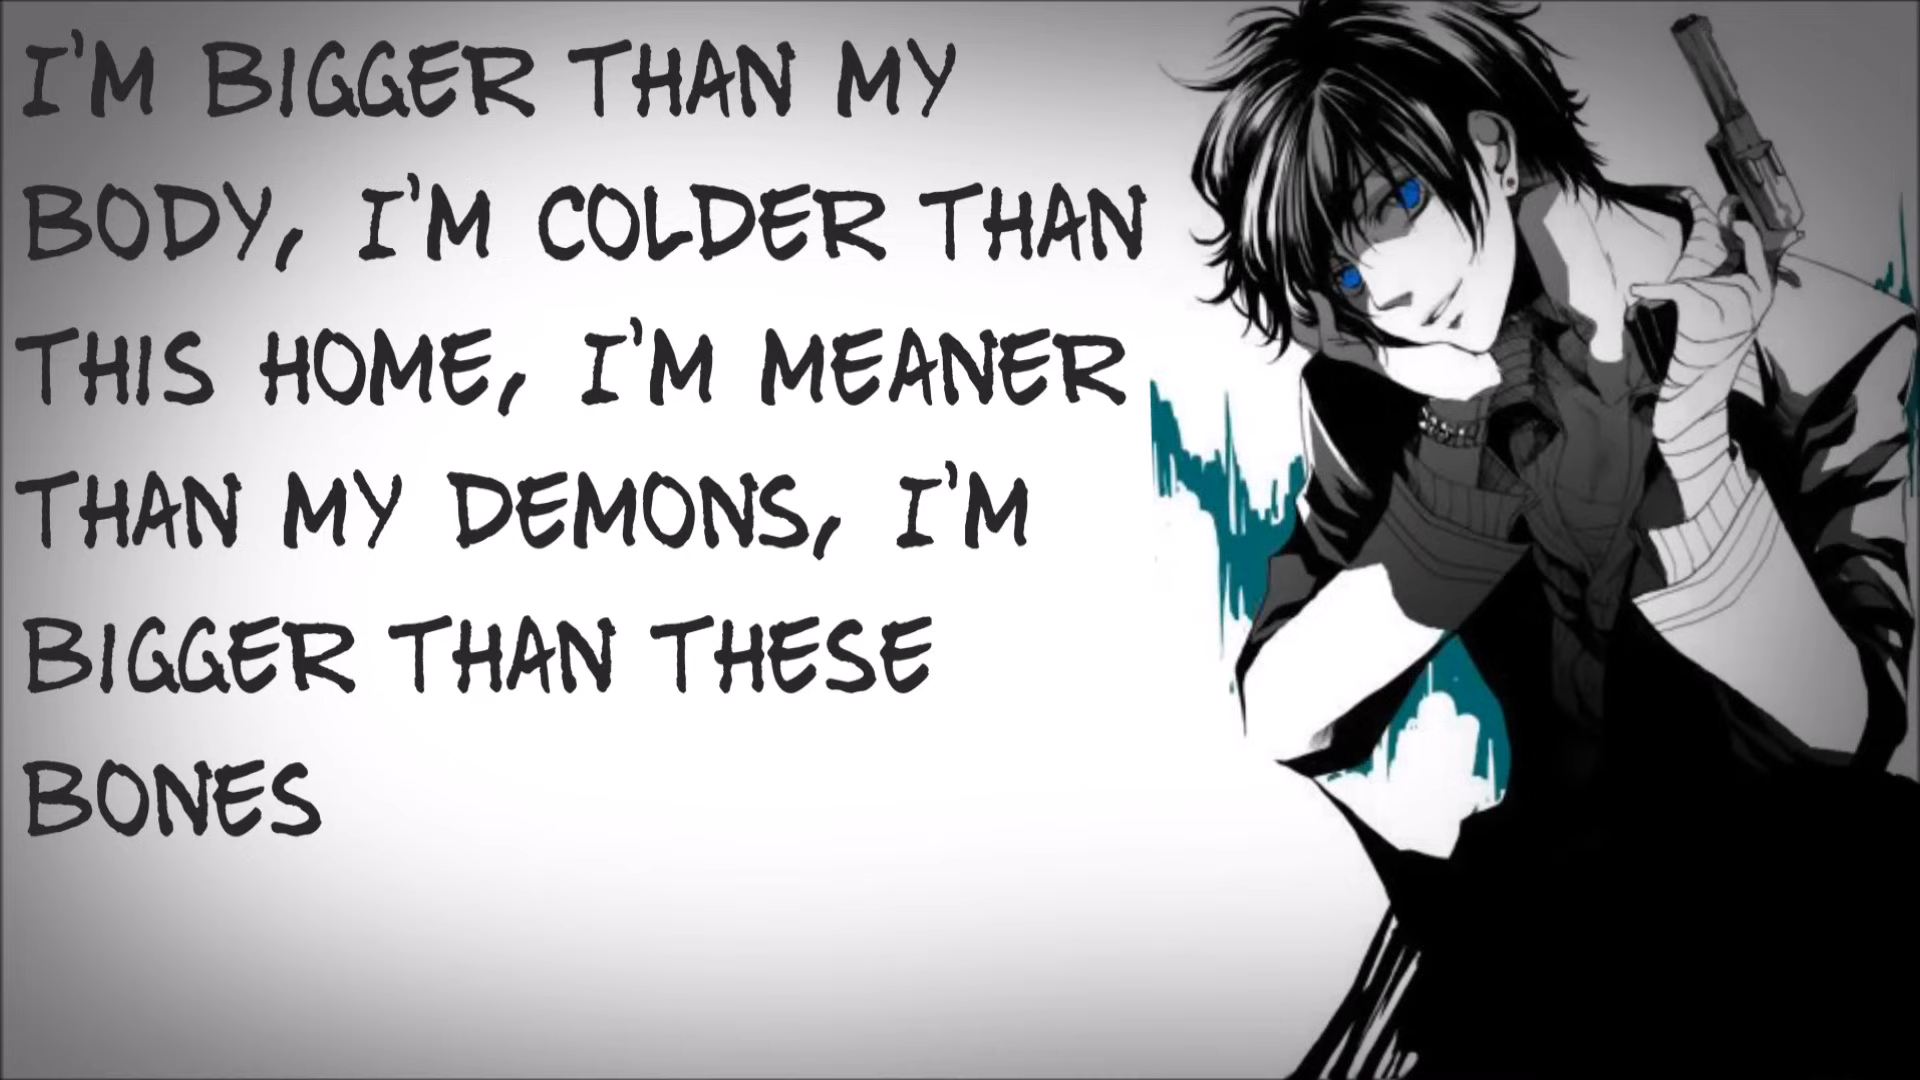 I'M BIGGER THAN MY
BODY, I'M COLDER THAN
THIS HOME, I'M MEANER
THAN MY DEMONS, I'M
BIGGER THAN THESE
BONES